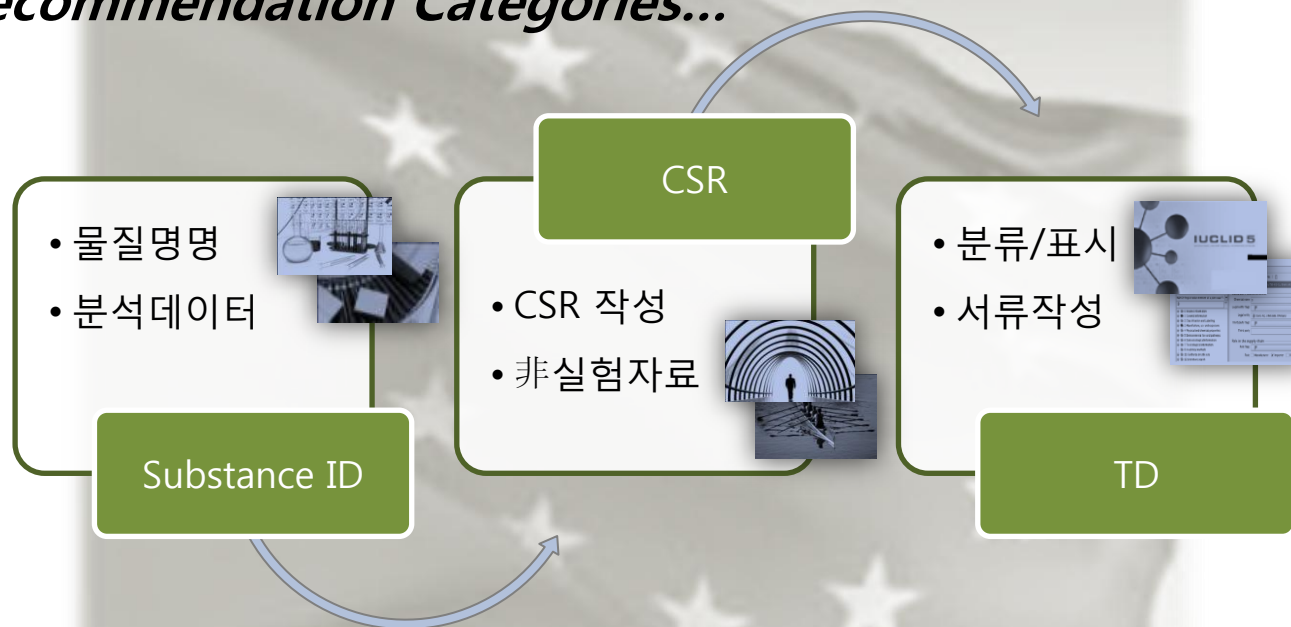 ecommendation Categories...
• 물질명명
• 분석데이터
Substance ID
CSR
• CSR 작성
• 非실험자료
• 분류/표시
• 서류작성
IUCLID 5
TD